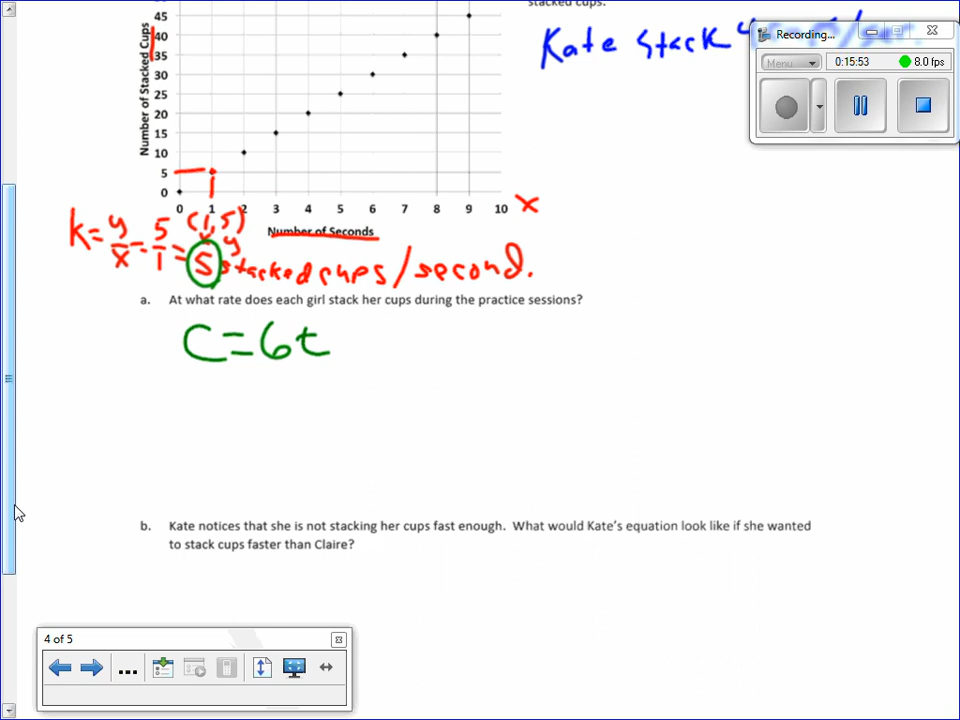 stacked cups.
Kate stack
Recording...
Menu
0:15:53
8.0 fps
Number of Stacked Cups
45
40
35
30
25
20
15
10
5
0
0 1 2 3 4 5 6 7 8 9 10 x
Number of Seconds
k = y/x = 5/1 = 5 stacked cups/second.
(1, 5)
x y
a. At what rate does each girl stack her cups during the practice sessions?
C=6t
b. Kate notices that she is not stacking her cups fast enough. What would Kate's equation look like if she wanted
to stack cups faster than Claire?
4 of 5
...